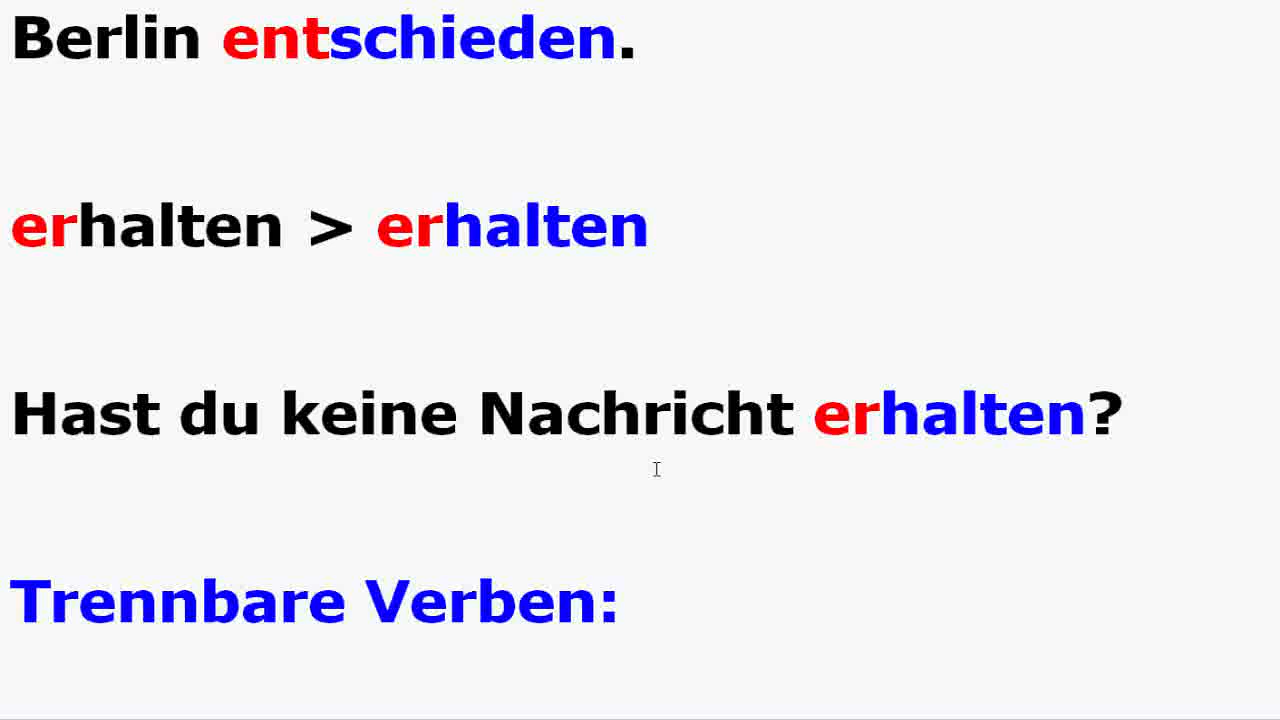 Berlin entschieden.
erhalten > erhalten
Hast du keine Nachricht erhalten?
Trennbare Verben: